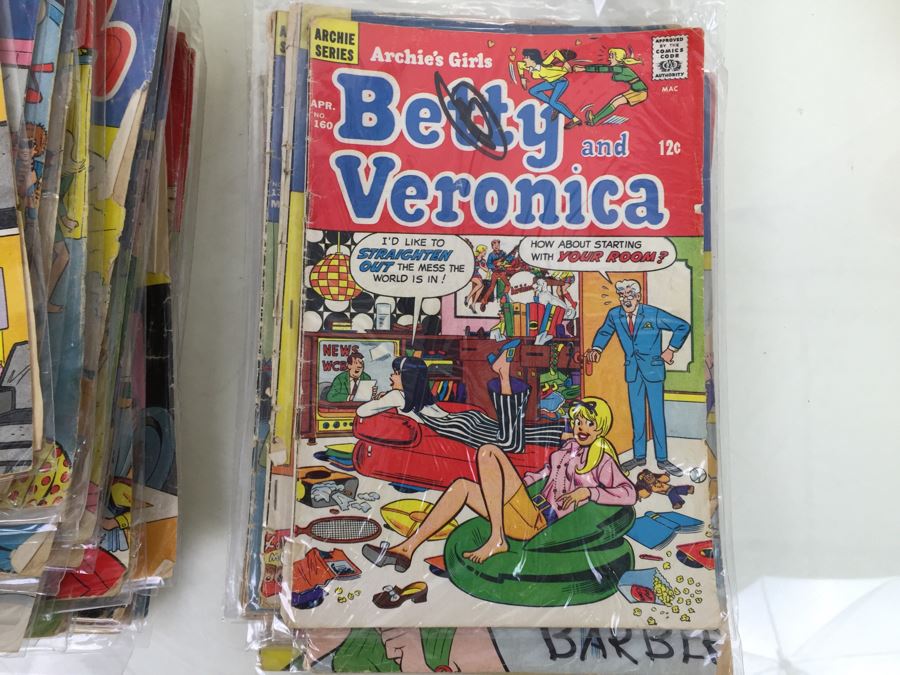 ARCHIE
SERIES
Archie's Girls
APPROVED
BY THE
COMICS
CODE
AUTHORITY
MAC
APR.
NO.
160
Betty
and
12¢
Veronica
I'D LIKE TO
STRAIGHTEN
OUT THE MESS THE
WORLD IS IN!
HOW ABOUT STARTING
WITH YOUR ROOM?
NEWS
WCB